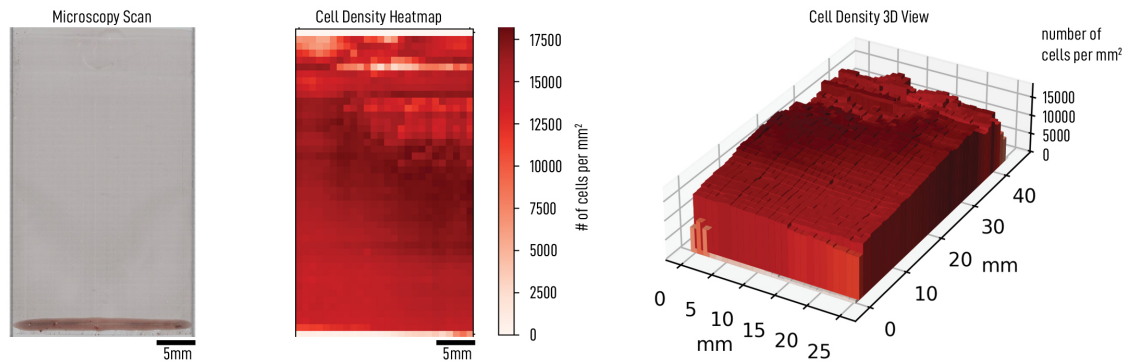 Microscopy Scan
5mm
Cell Density Heatmap
5mm
17500
15000
12500
10000
7500
5000
2500
0
# of cells per mm²
Cell Density 3D View
number of
cells per mm²
15000
10000
5000
0
40
30
20
10
0
mm
0
5
10
15
20
25
mm